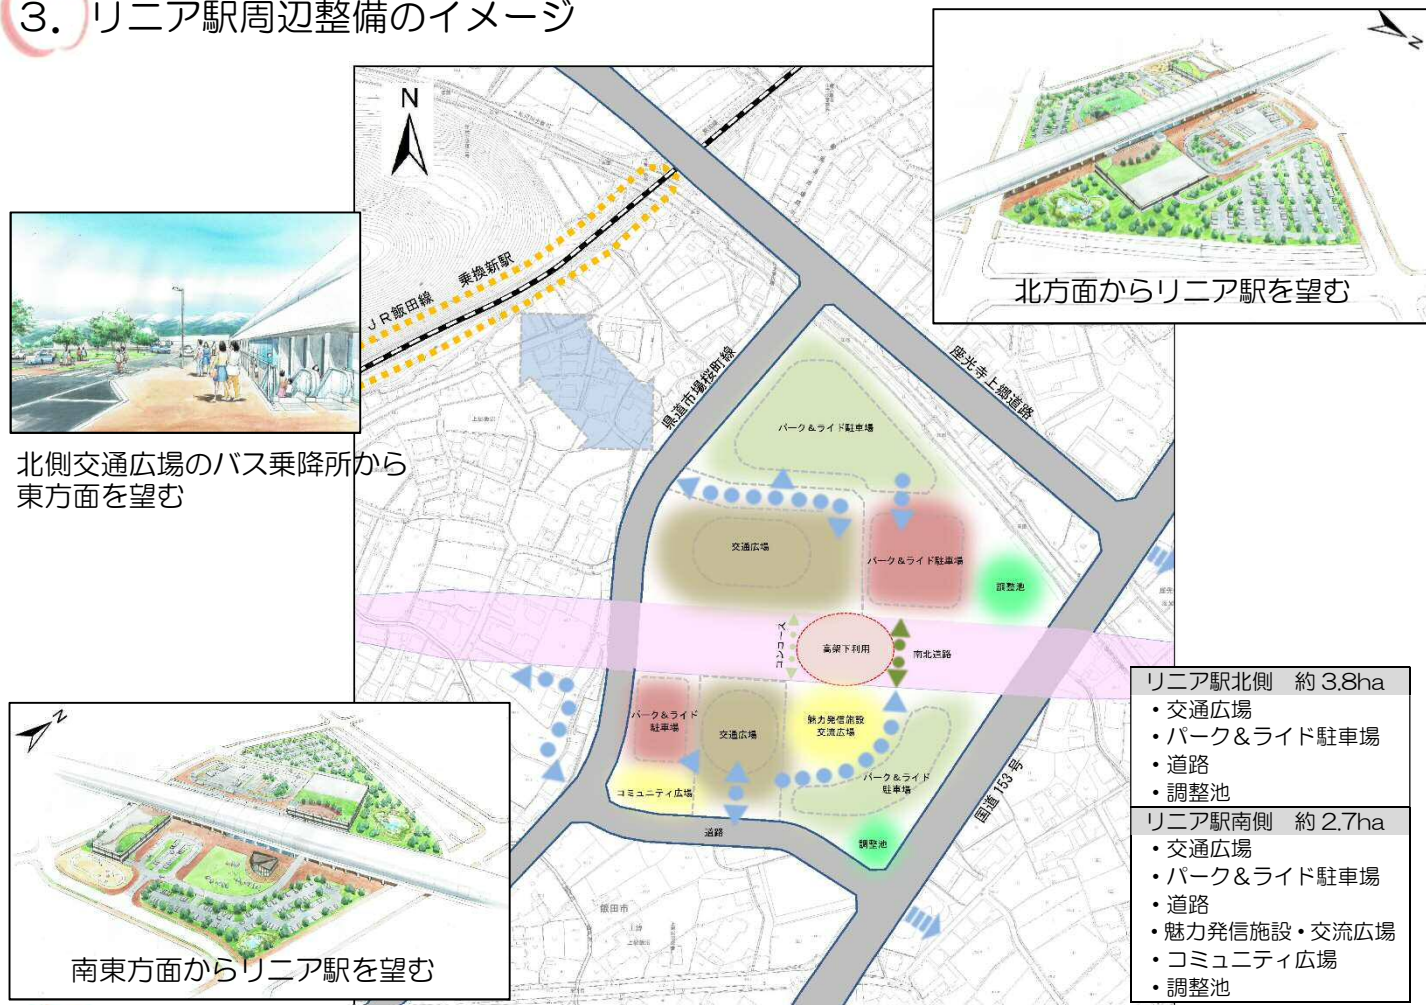 3. リニア駅周辺整備のイメージ
N
N
北方面からリニア駅を望む
JR飯田線
乗換新駅
北側交通広場のバス乗降所から
東方面を望む
県道市場桜町線
座光寺上郷道路
パーク&ライド駐車場
交通広場
パーク&ライド駐車場
調整池
コンコース
高架下利用
南北道路
パーク&ライド
駐車場
交通広場
魅力発信施設
交流広場
パーク&ライド
駐車場
コミュニティ広場
道路
調整池
国道153号
飯田市
N
南東方面からリニア駅を望む
リニア駅北側 約3.8ha
・交通広場
・パーク&ライド駐車場
・道路
・調整池
リニア駅南側 約2.7ha
・交通広場
・パーク&ライド駐車場
・道路
・魅力発信施設・交流広場
・コミュニティ広場
・調整池